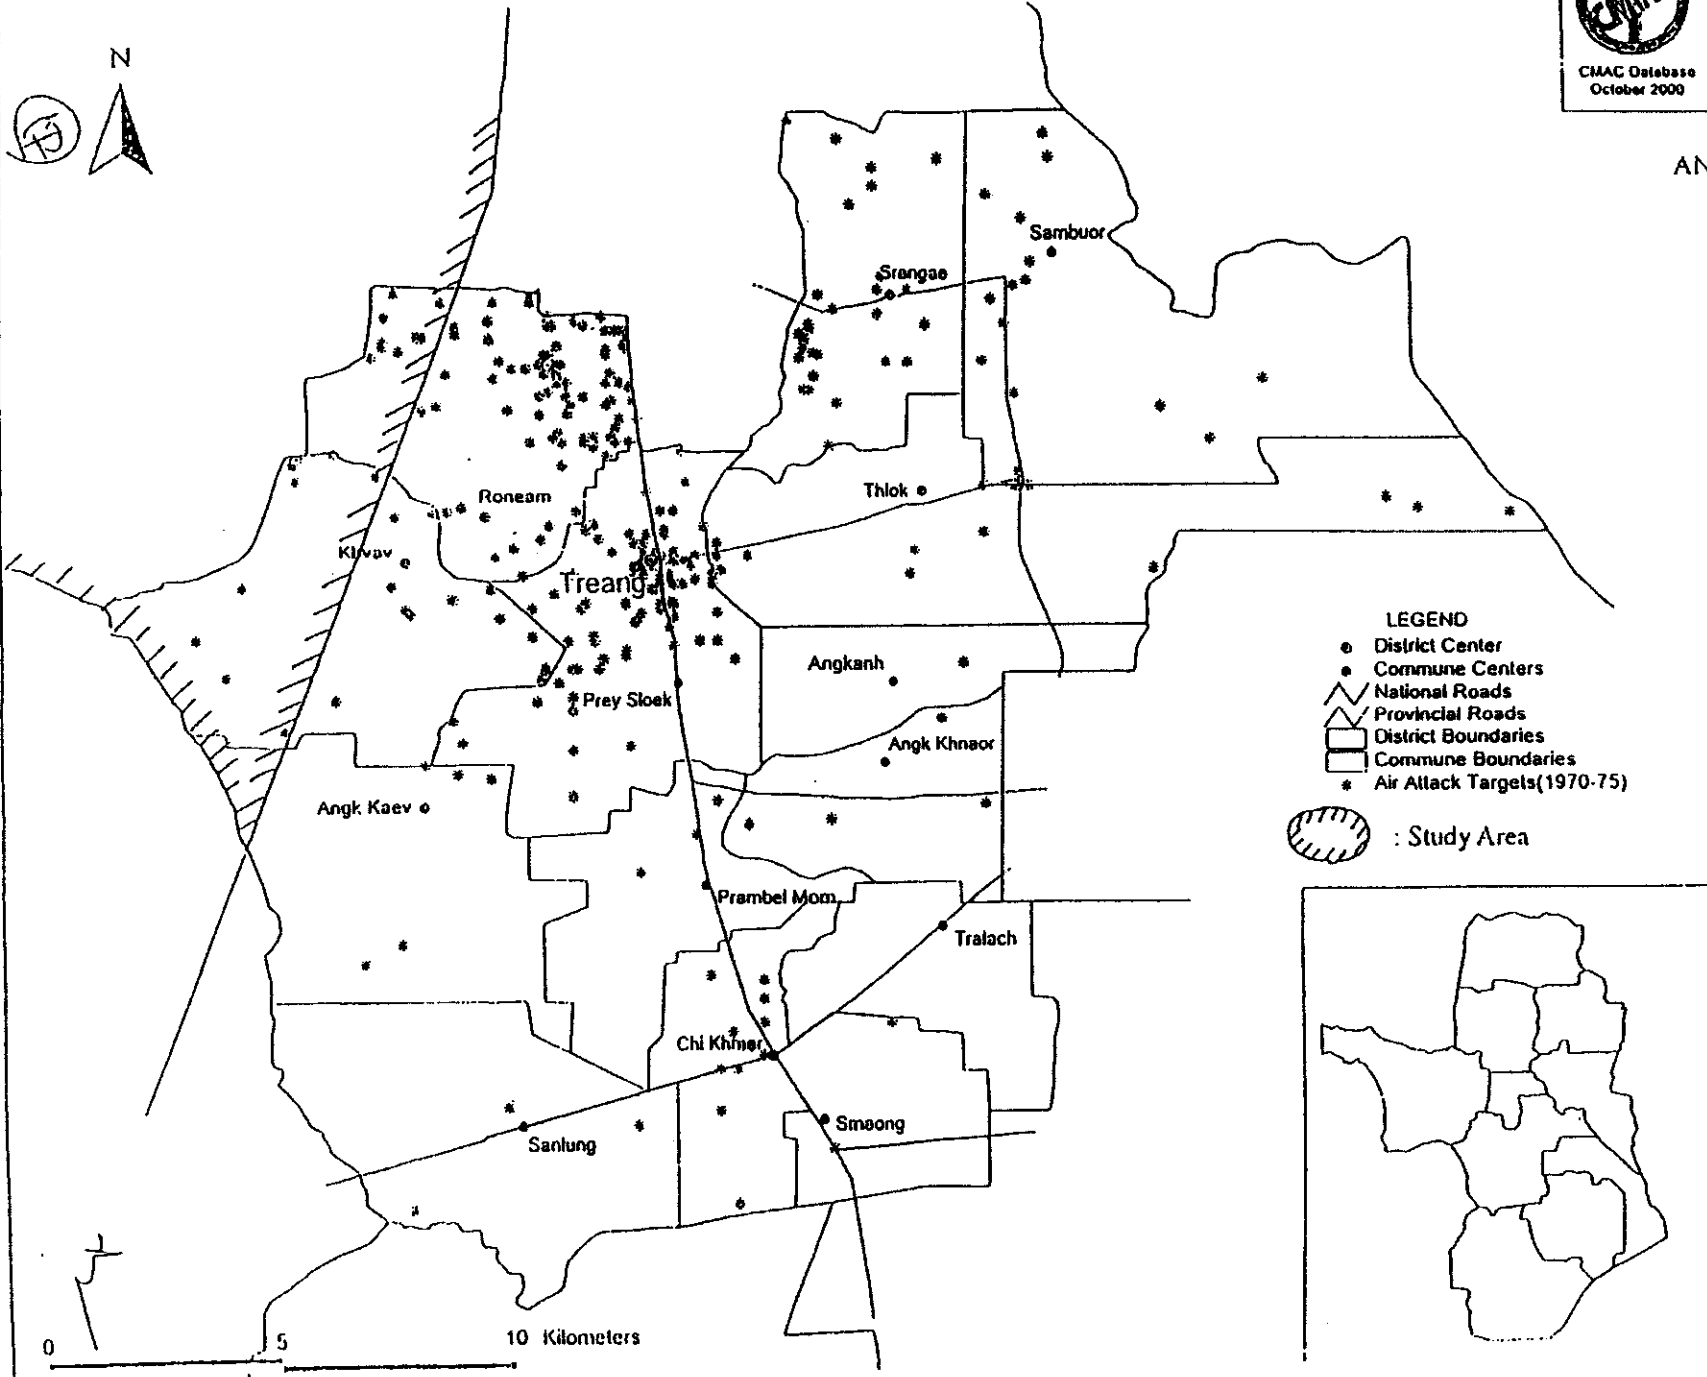 N
CMAC Database
October 2000
AN
Sambuor
Srangae
Thlok
Roneam
Kirvav
Treang
Angkanh
Prey Sloek
Angk Khnaor
Angk Kaev
Prambel Mom
Tralach
Chi Khmer
Smaong
Sanlung
LEGEND
District Center
Commune Centers
National Roads
Provincial Roads
District Boundaries
Commune Boundaries
Air Attack Targets(1970-75)
: Study Area
0 5 10 Kilometers